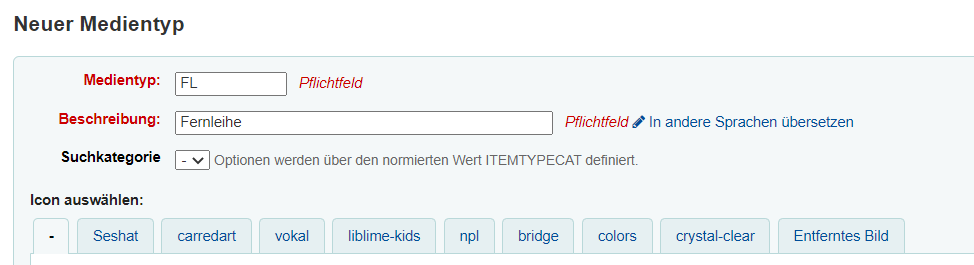 Neuer Medientyp
Medientyp: FL Pflichtfeld
Beschreibung: Fernleihe Pflichtfeld In andere Sprachen übersetzen
Suchkategorie - Optionen werden über den normierten Wert ITEMTYPECAT definiert.
Icon auswählen:
- Seshat carredart vokal liblime-kids npl bridge colors crystal-clear Entferntes Bild